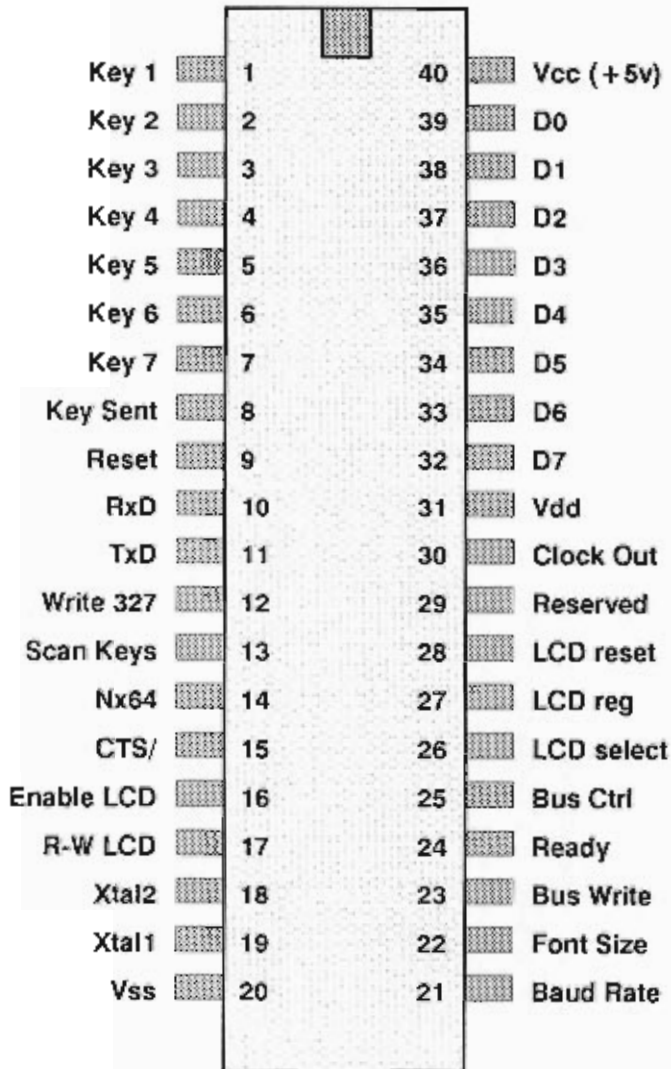 Key 1 1 40 Vcc (+5v)
Key 2 2 39 D0
Key 3 3 38 D1
Key 4 4 37 D2
Key 5 5 36 D3
Key 6 6 35 D4
Key 7 7 34 D5
Key Sent 8 33 D6
Reset 9 32 D7
RxD 10 31 Vdd
TxD 11 30 Clock Out
Write 327 12 29 Reserved
Scan Keys 13 28 LCD reset
Nx64 14 27 LCD reg
CTS/ 15 26 LCD select
Enable LCD 16 25 Bus Ctrl
R-W LCD 17 24 Ready
Xtal2 18 23 Bus Write
Xtal1 19 22 Font Size
Vss 20 21 Baud Rate